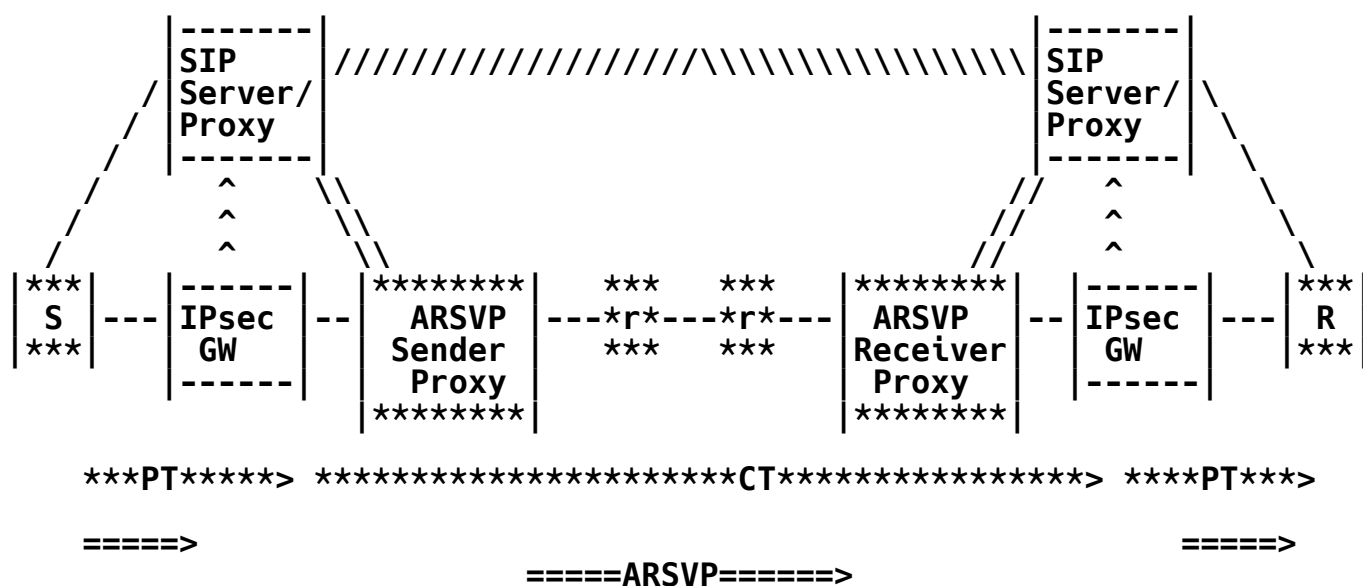 |-------|                                           |-------|
        |SIP    |//////////////////\\\\\\\\\\\\\\\\\|SIP    |
       /|Server/|                                   |Server/|\
      / |Proxy  |                                   |Proxy  | \
     /  |-------|                                   |-------|  \
    /     ^    \\                                  //    ^      \
   /      ^     \\                                //     ^       \
  /       ^      \\                              //      ^        \
|***|   |------|  |********|   ***   ***   |********|  |------|   |***|
| S |---|IPsec |--|  ARSVP |---*r*---*r*---| ARSVP  |--|IPsec |---| R |
|***|   | GW   |  | Sender |   ***   ***   |Receiver|  | GW   |   |***|
        |------|  |  Proxy |               | Proxy  |  |------|
                  |********|               |********|
***PT*****> **********************CT****************> ****PT***>
=====>                                                   =====>
=====ARSVP======>